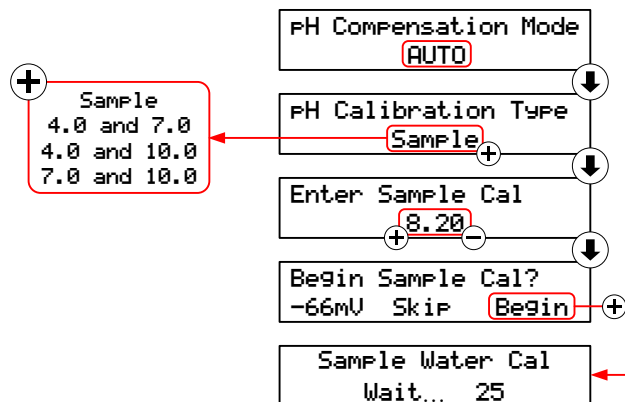 pH Compensation Mode
AUTO
Sample
4.0 and 7.0
4.0 and 10.0
7.0 and 10.0
pH Calibration Type
Sample
Enter Sample Cal
8.20
Begin Sample Cal?
-66mV Skip Begin
Sample Water Cal
Wait... 25